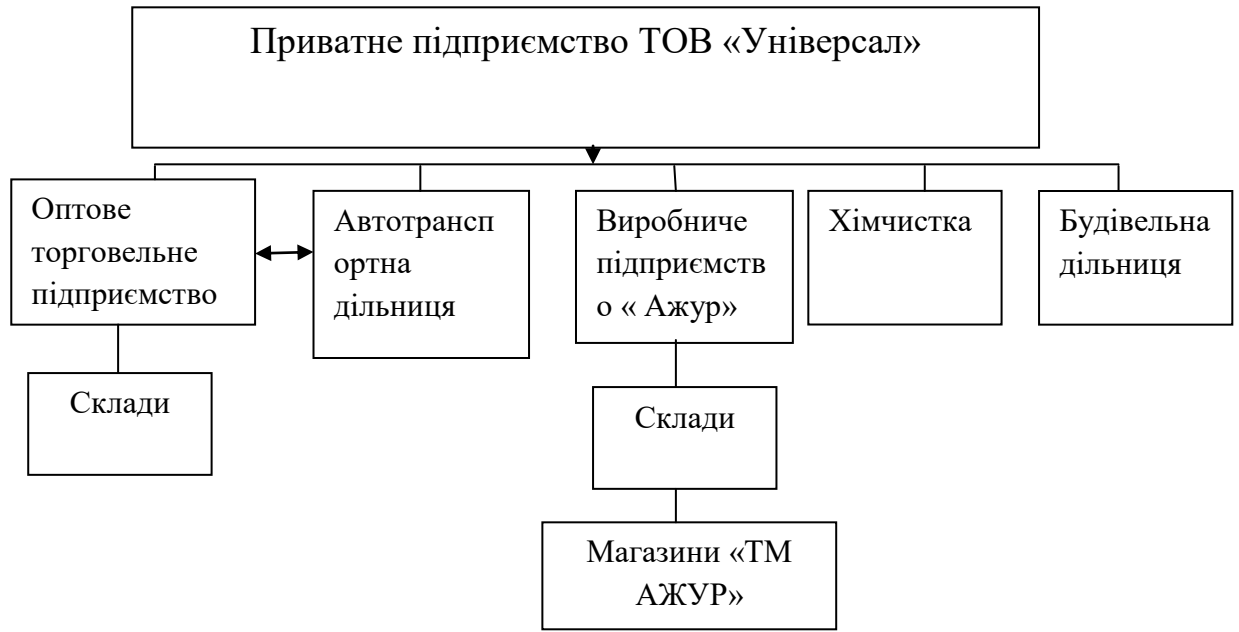 Приватне підприємство ТОВ «Універсал»
Оптове
торговельне
підприємство
Автотрансп
ортна
дільниця
Виробниче
підприємств
о « Ажур»
Хімчистка
Будівельна
дільниця
Склади
Склади
Магазини «ТМ
АЖУР»